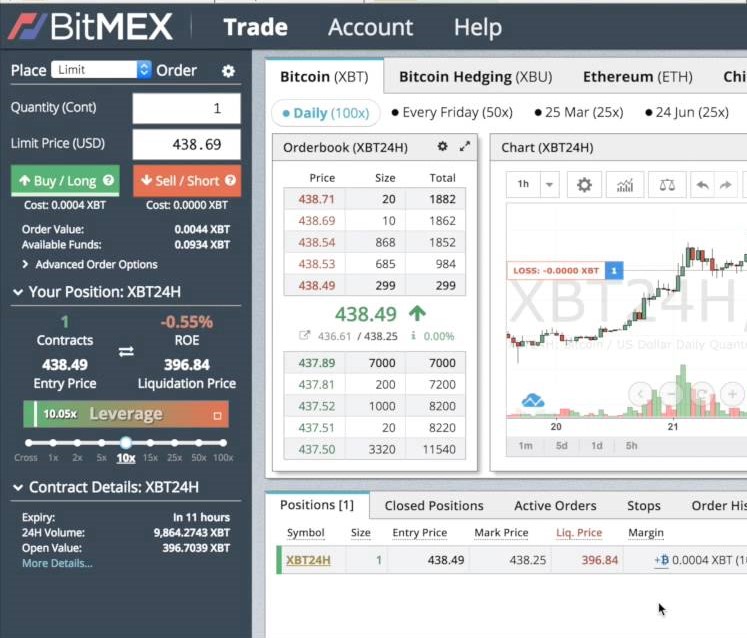 BitMEX
Trade Account Help
Place Limit Order
Quantity (Cont) 1
Limit Price (USD) 438.69
Buy / Long ? Sell / Short ?
Cost: 0.0004 XBT Cost: 0.0000 XBT
Order Value: 0.0044 XBT
Available Funds: 0.0934 XBT
Advanced Order Options
Your Position: XBT24H
1 -0.55%
Contracts ROE
438.49 396.84
Entry Price Liquidation Price
10.05x Leverage
Cross 1x 2x 5x 10x 15x 25x 50x 100x
Contract Details: XBT24H
Expiry: In 11 hours
24H Volume: 9,864.2743 XBT
Open Value: 396.7039 XBT
More Details...
Bitcoin (XBT) Bitcoin Hedging (XBU) Ethereum (ETH) Chi
Daily (100x) Every Friday (50x) 25 Mar (25x) 24 Jun (25x)
Orderbook (XBT24H)
Price Size Total
438.71 20 1882
438.69 10 1862
438.54 868 1852
438.53 685 984
438.49 299 299
438.49
436.61 / 438.25 i 0.00%
437.89 7000 7000
437.81 200 7200
437.52 1000 8200
437.51 20 8220
437.50 3320 11540
Chart (XBT24H)
1h
LOSS: -0.0000 XBT 1
XBT24H,
H: Bitcoin / US Dollar Daily Quant
20 21
1m 5d 1d 5h
Positions [1] Closed Positions Active Orders Stops Order His
Symbol Size Entry Price Mark Price Liq. Price Margin
XBT24H 1 438.49 438.25 396.84 +฿ 0.0004 XBT (10